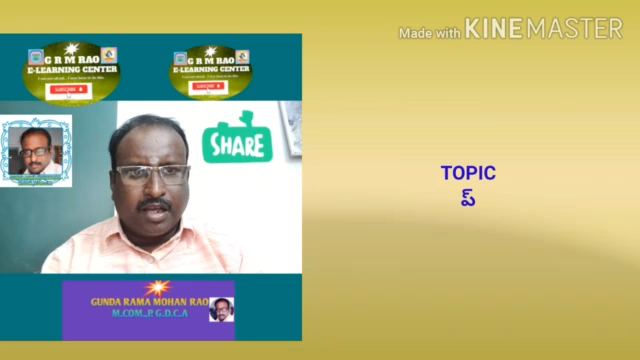 Made with KINEMASTER
G R M RAO
E-LEARNING CENTER
SUBSCRIBE
G R M RAO
E-LEARNING CENTER
SUBSCRIBE
SHARE
TOPIC
ప్
GUNDA RAMA MOHAN RAO
M.COM.,P.G.D.C.A